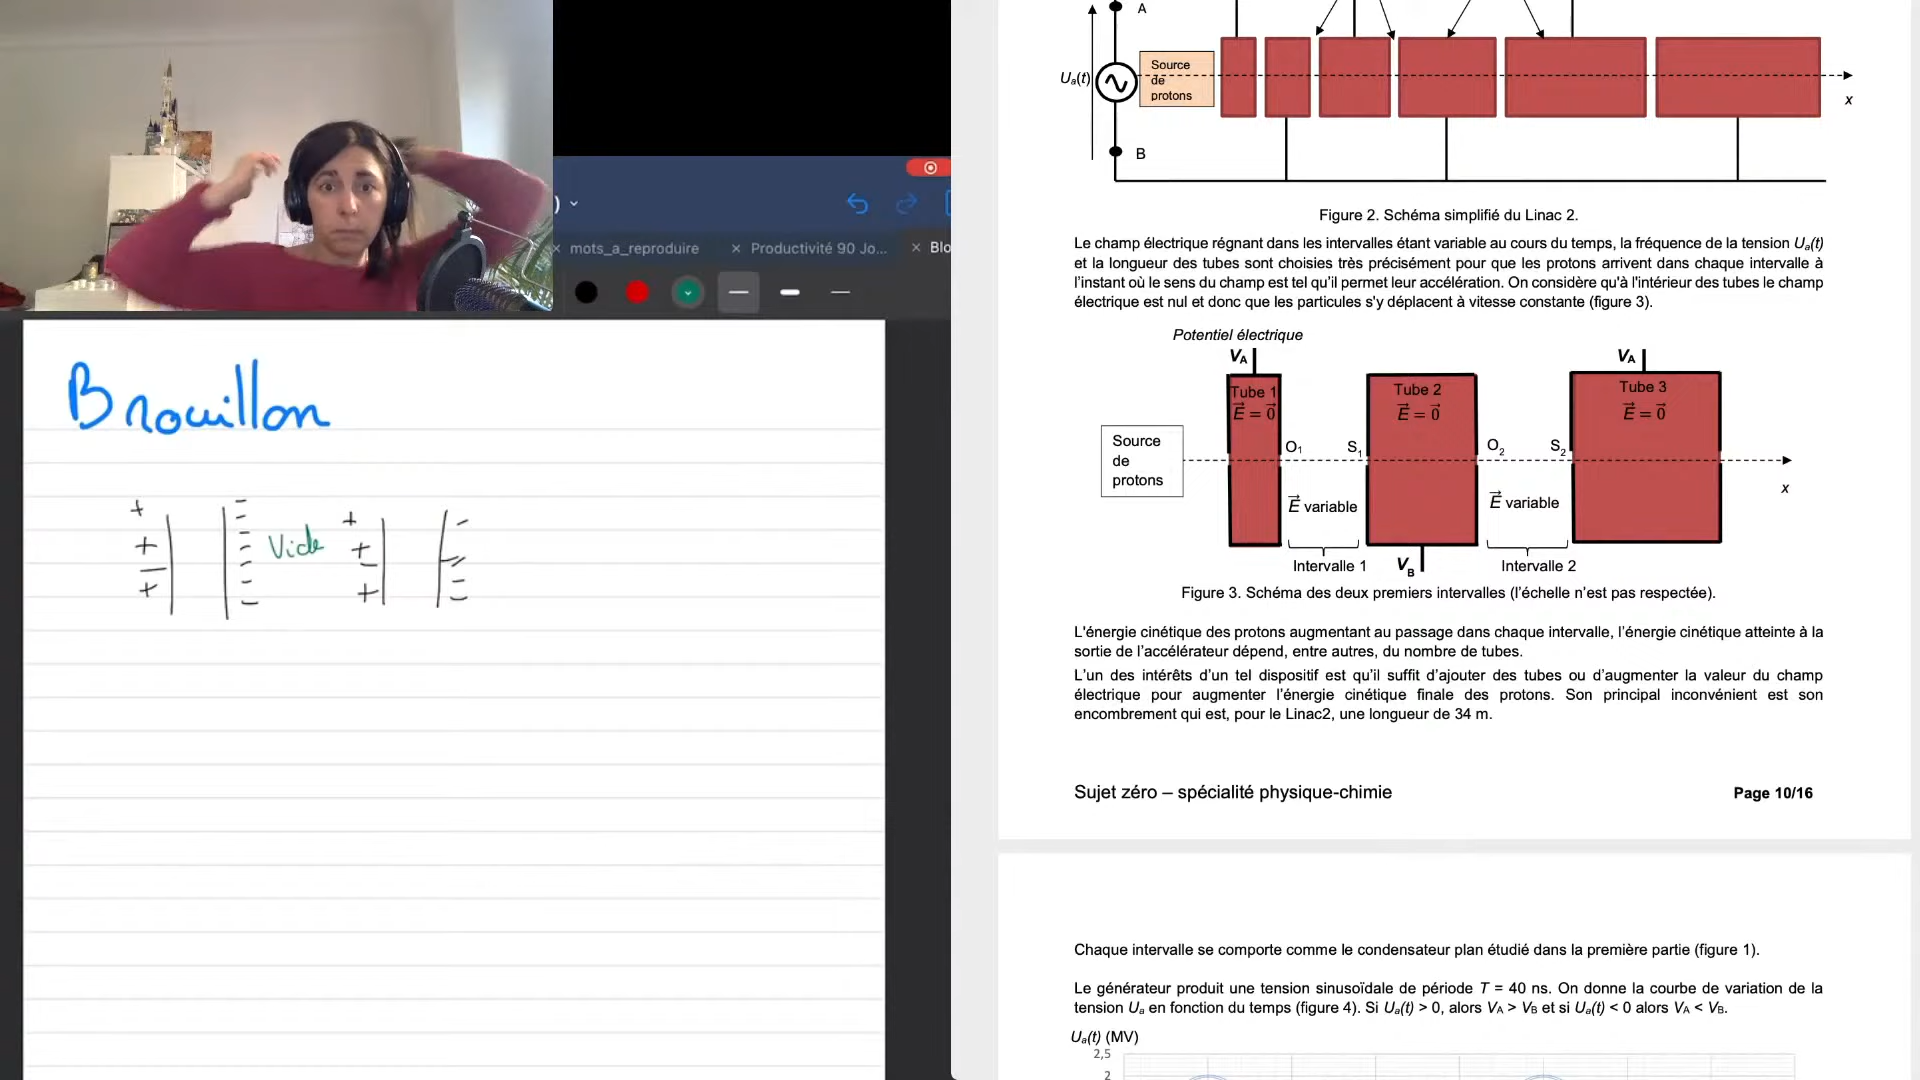 mots_a_reproduire
Productivité 90 Jo...
Blo
Brouillon
+ + +
Vide
+ + +
A
Ua(t)
Source
de
protons
x
B
Figure 2. Schéma simplifié du Linac 2.
Le champ électrique régnant dans les intervalles étant variable au cours du temps, la fréquence de la tension Ua(t)
et la longueur des tubes sont choisies très précisément pour que les protons arrivent dans chaque intervalle à
l'instant où le sens du champ est tel qu'il permet leur accélération. On considère qu'à l'intérieur des tubes le champ
électrique est nul et donc que les particules s'y déplacent à vitesse constante (figure 3).
Potentiel électrique
VA
VA
Tube 1
E⃗ = 0⃗
Tube 2
E⃗ = 0⃗
Tube 3
E⃗ = 0⃗
Source
de
protons
O1
S1
O2
S2
x
E⃗ variable
E⃗ variable
Intervalle 1
VB
Intervalle 2
Figure 3. Schéma des deux premiers intervalles (l'échelle n'est pas respectée).
L'énergie cinétique des protons augmentant au passage dans chaque intervalle, l'énergie cinétique atteinte à la
sortie de l'accélérateur dépend, entre autres, du nombre de tubes.
L'un des intérêts d'un tel dispositif est qu'il suffit d'ajouter des tubes ou d'augmenter la valeur du champ
électrique pour augmenter l'énergie cinétique finale des protons. Son principal inconvénient est son
encombrement qui est, pour le Linac2, une longueur de 34 m.
Sujet zéro – spécialité physique-chimie
Page 10/16
Chaque intervalle se comporte comme le condensateur plan étudié dans la première partie (figure 1).
Le générateur produit une tension sinusoïdale de période T = 40 ns. On donne la courbe de variation de la
tension Ua en fonction du temps (figure 4). Si Ua(t) > 0, alors VA > VB et si Ua(t) < 0 alors VA < VB.
Ua(t) (MV)
2,5
2